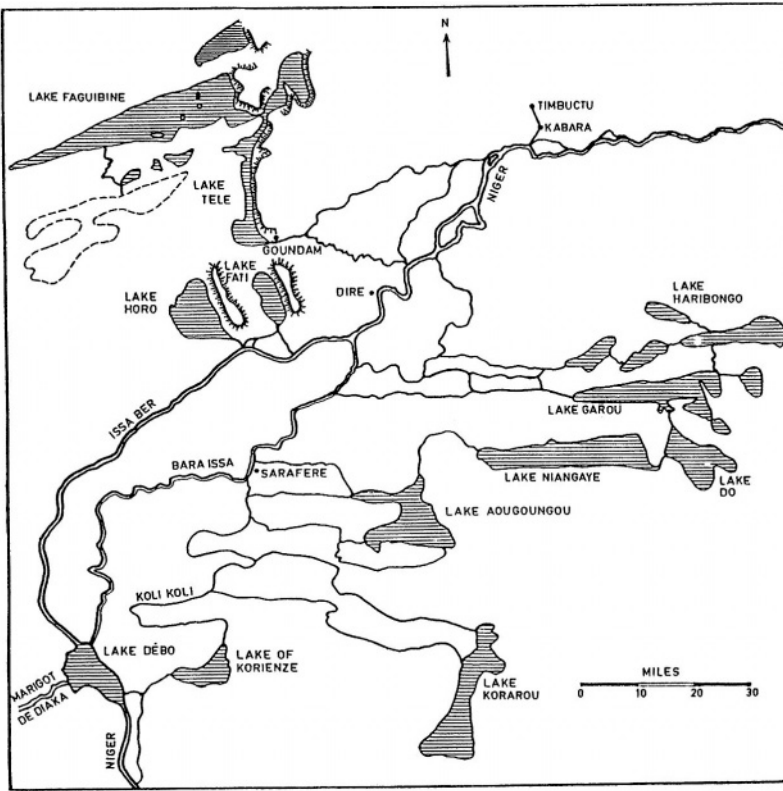 N
LAKE FAGUIBINE
TIMBUCTU
KABARA
NIGER
LAKE
TELE
GOUNDAM
LAKE
FATI
LAKE
HORO
DIRE
LAKE
HARIBONGO
ISSA BER
LAKE GAROU
BARA ISSA
SARAFERE
LAKE NIANGAYE
LAKE
DO
LAKE AOUGOUNGOU
KOLI KOLI
LAKE DÉBO
LAKE OF
KORIENZE
MARIGOT
DE DIAKA
NIGER
LAKE
KORAROU
MILES
0 10 20 30